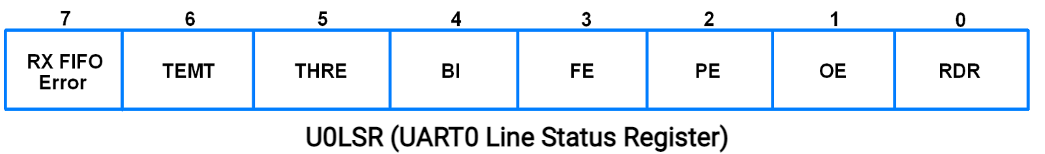 7 6 5 4 3 2 1 0
RX FIFO Error TEMT THRE BI FE PE OE RDR
U0LSR (UART0 Line Status Register)